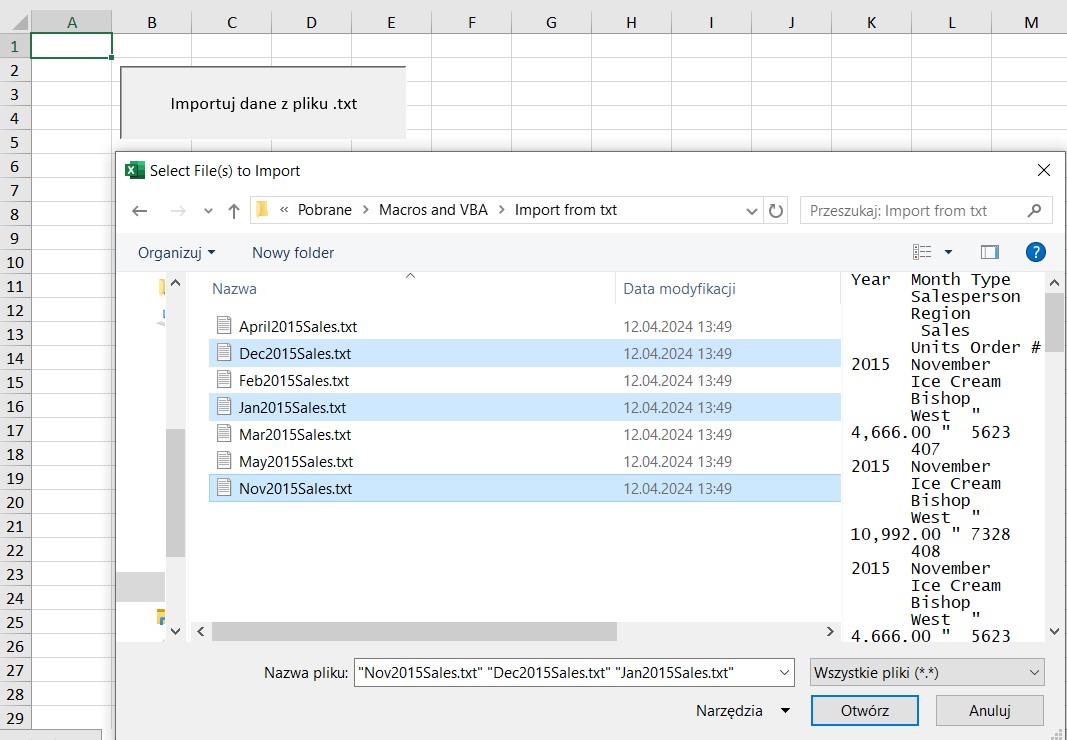 A B C D E F G H I J K L M
1
2
3
Importuj dane z pliku .txt
4
5
6
Select File(s) to Import
7
8
« Pobrane > Macros and VBA > Import from txt
Przeszukaj: Import from txt
9
10
Organizuj
Nowy folder
?
11
12
13
14
15
16
17
18
19
20
21
22
23
24
25
26
27
28
29
Nazwa Data modyfikacji
April2015Sales.txt 12.04.2024 13:49
Dec2015Sales.txt 12.04.2024 13:49
Feb2015Sales.txt 12.04.2024 13:49
Jan2015Sales.txt 12.04.2024 13:49
Mar2015Sales.txt 12.04.2024 13:49
May2015Sales.txt 12.04.2024 13:49
Nov2015Sales.txt 12.04.2024 13:49
Year Month Type
Salesperson
Region
Sales
Units Order #
2015 November
Ice Cream
Bishop
West "
4,666.00 " 5623
407
2015 November
Ice Cream
Bishop
West "
10,992.00 " 7328
408
2015 November
Ice Cream
Bishop
West "
4,666.00 " 5623
Nazwa pliku: "Nov2015Sales.txt" "Dec2015Sales.txt" "Jan2015Sales.txt"
Wszystkie pliki (*.*)
Narzędzia
Otwórz
Anuluj